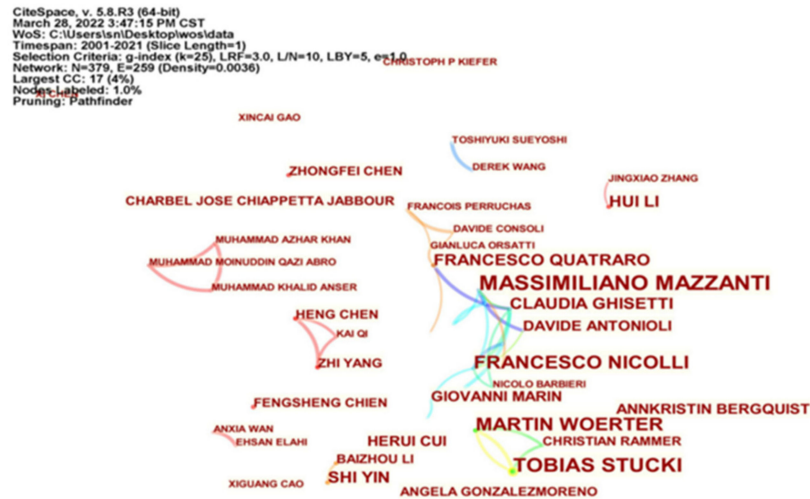 CiteSpace, v. 5.8.R3 (64-bit)
March 28, 2022 3:47:15 PM CST
WoS: C:\Users\sn\Desktop\wos\data
Timespan: 2001-2021 (Slice Length=1)
Selection Criteria: g-index (k=25), LRF=3.0, L/N=10, LBY=5, e=1.0
CHRISTOPH P KIEFER
Network: N=379, E=259 (Density=0.0036)
Largest CC: 17 (4%)
Nodes Labeled: 1.0%
Pruning: Pathfinder
XINCAI GAO
TOSHIYUKI SUEYOSHI
DEREK WANG
ZHONGFEI CHEN
JINGXIAO ZHANG
HUI LI
CHARBEL JOSE CHIAPPETTA JABBOUR
FRANCOIS PERRUCHAS
DAVIDE CONSOLI
MUHAMMAD AZHAR KHAN
GIANLUCA ORSATTI
MUHAMMAD MOINUDDIN QAZI ABRO
FRANCESCO QUATRARO
MASSIMILIANO MAZZANTI
MUHAMMAD KHALID ANSER
CLAUDIA GHISETTI
HENG CHEN
DAVIDE ANTONIOLI
KAI QI
ZHI YANG
FRANCESCO NICOLLI
NICOLO BARBIERI
GIOVANNI MARIN
FENGSHENG CHIEN
ANNKRISTIN BERGQUIST
MARTIN WOERTER
ANXIA WAN
EHSAN ELAHI
HERUI CUI
CHRISTIAN RAMMER
BAIZHOU LI
TOBIAS STUCKI
SHI YIN
XIGUANG CAO
ANGELA GONZALEZMORENO